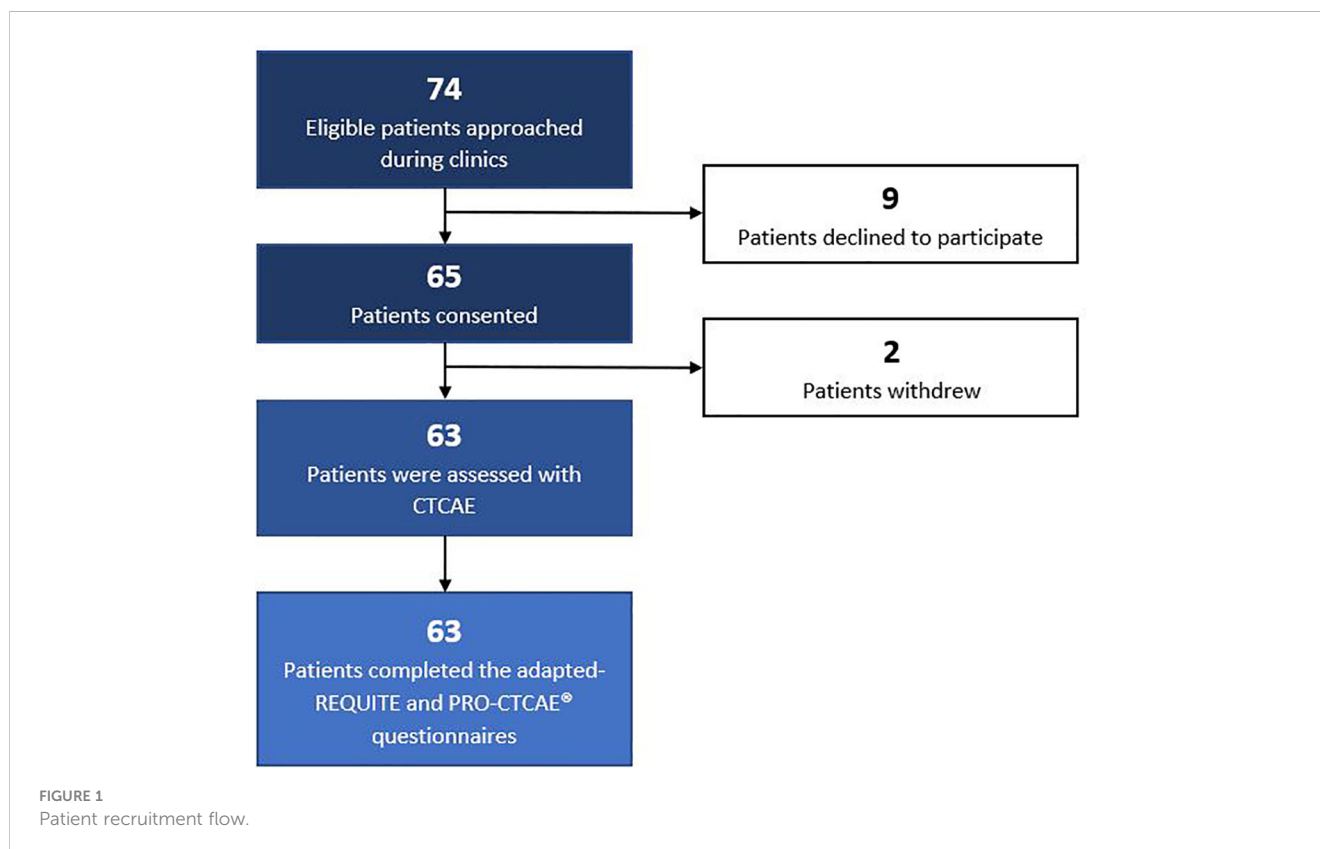 74
Eligible patients approached
during clinics
9
Patients declined to participate
65
Patients consented
2
Patients withdrew
63
Patients were assessed with
CTCAE
63
Patients completed the adapted-
REQUITE and PRO-CTCAE®
questionnaires
FIGURE 1
Patient recruitment flow.